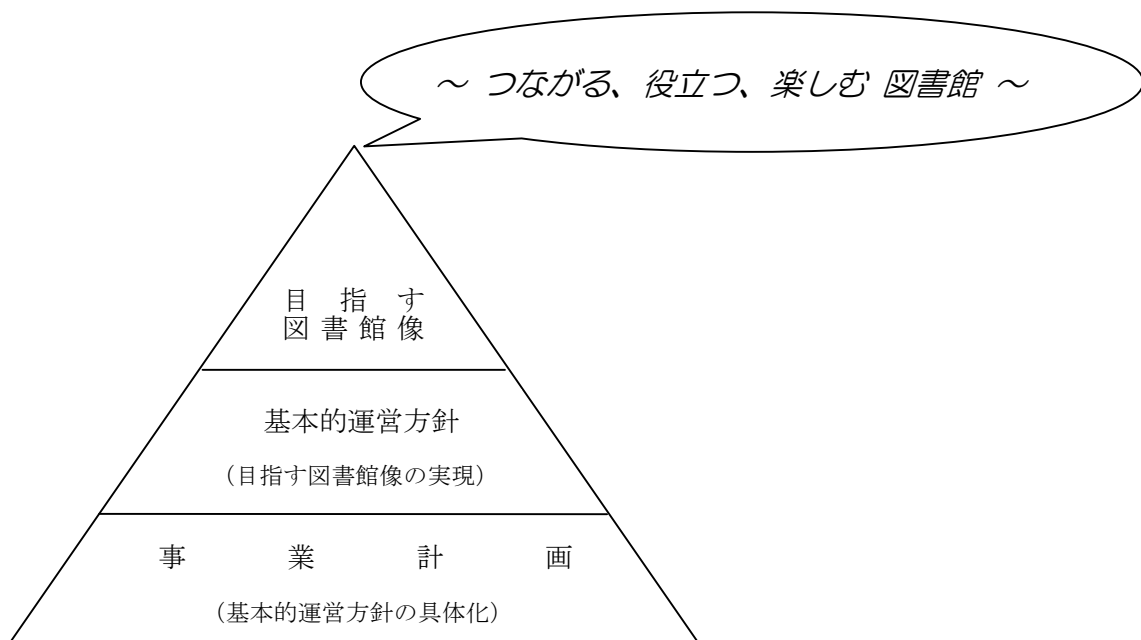 ～ つながる、役立つ、楽しむ 図書館 ～
目指す
図書館像
基本的運営方針
（目指す図書館像の実現）
事業計画
（基本的運営方針の具体化）